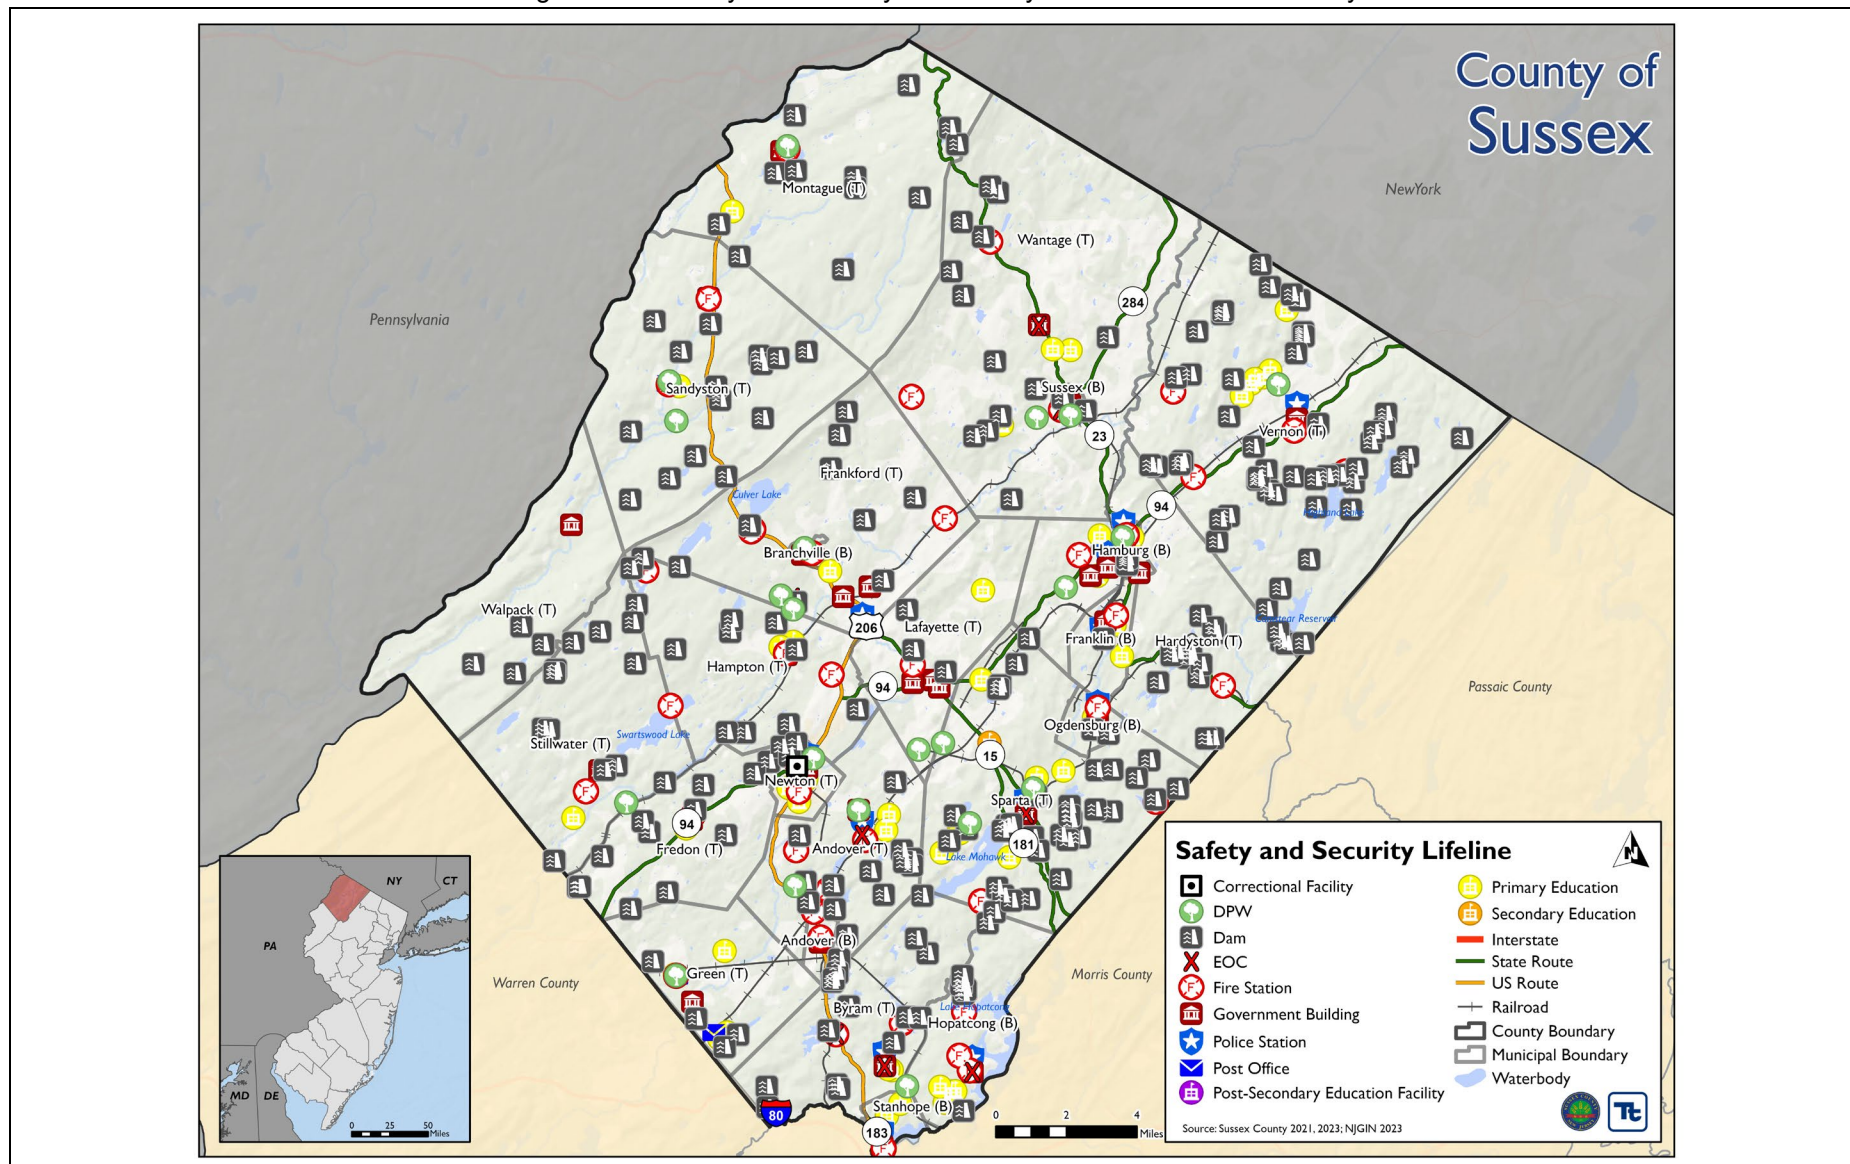 County of
Sussex
NewYork
Pennsylvania
Montague (T)
Wantage (T)
284
Sandyston (T)
Sussex (B)
23
Vernon (T)
Frankford (T)
Culver Lake
94
Branchville (B)
Hamburg (B)
Walpack (T)
206
Lafayette (T)
Franklin (B)
Hardyston (T)
Hampton (T)
94
Passaic County
Ogdensburg (B)
Stillwater (T)
Swartswood Lake
15
Newton (T)
Sparta (T)
94
Fredon (T)
Andover (T)
Lake Mohawk
181
Andover (B)
Green (T)
Warren County
Morris County
Byram (T)
Hopatcong (B)
Stanhope (B)
80
183
0 2 4
Miles
NY
CT
PA
MD
DE
0 25 50
Miles
Safety and Security Lifeline
N
Correctional Facility
DPW
Dam
EOC
Fire Station
Government Building
Police Station
Post Office
Post-Secondary Education Facility
Primary Education
Secondary Education
Interstate
State Route
US Route
Railroad
County Boundary
Municipal Boundary
Waterbody
Tt
Source: Sussex County 2021, 2023; NJGIN 2023